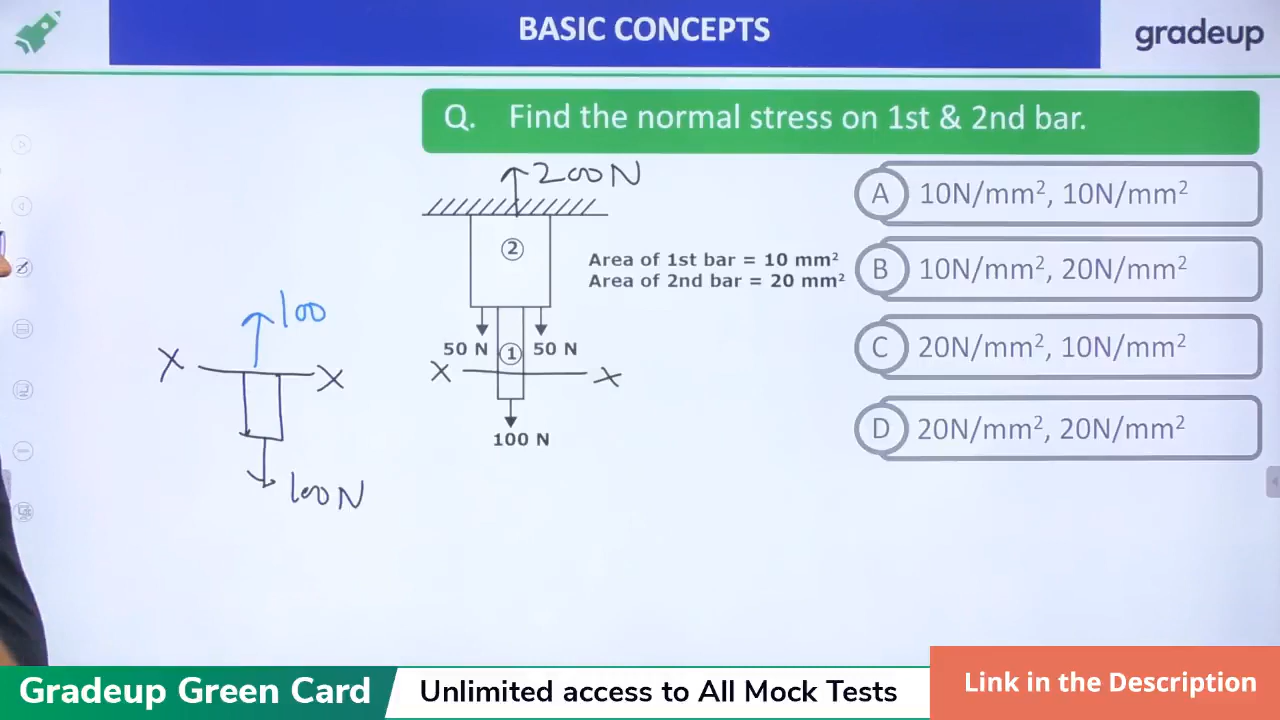 BASIC CONCEPTS
gradeup
Q. Find the normal stress on 1st & 2nd bar.
200N
②
Area of 1st bar = 10 mm²
Area of 2nd bar = 20 mm²
50 N ① 50 N
X X
100 N
100
X X
100N
A 10N/mm², 10N/mm²
B 10N/mm², 20N/mm²
C 20N/mm², 10N/mm²
D 20N/mm², 20N/mm²
Gradeup Green Card
Unlimited access to All Mock Tests
Link in the Description